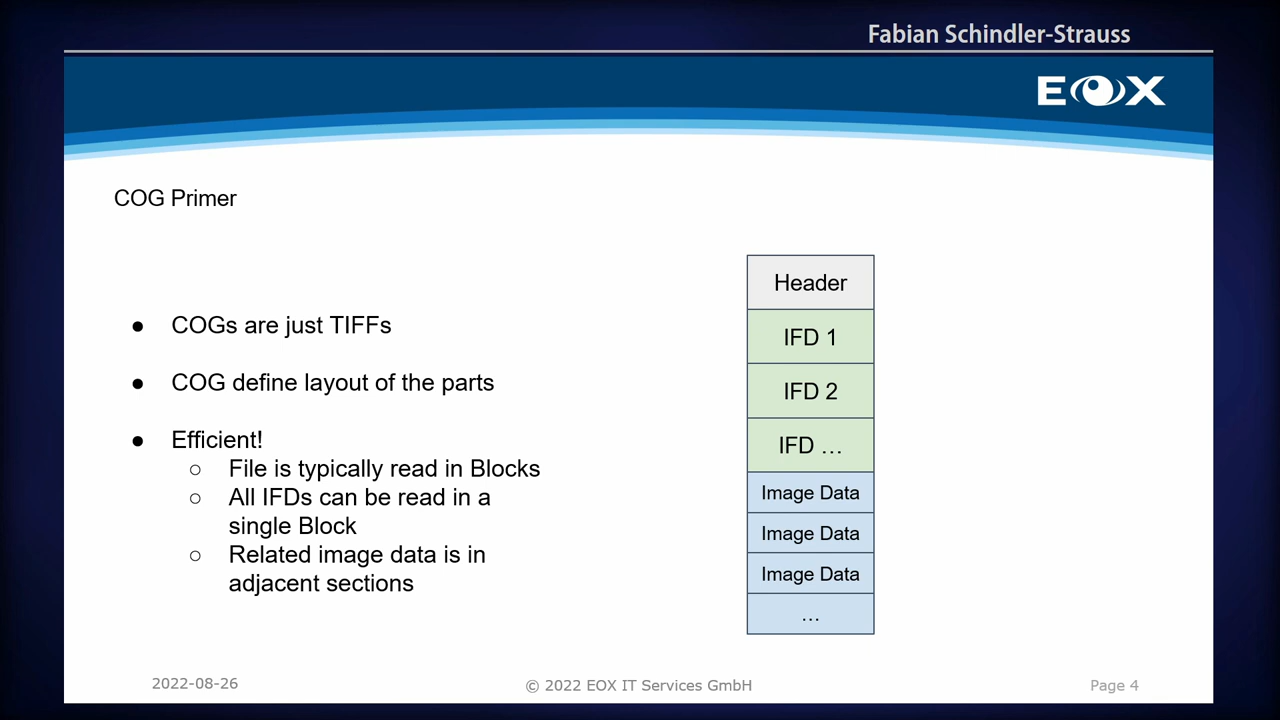 Fabian Schindler-Strauss
EOX
COG Primer
● COGs are just TIFFs
● COG define layout of the parts
● Efficient!
○ File is typically read in Blocks
○ All IFDs can be read in a
single Block
○ Related image data is in
adjacent sections
Header
IFD 1
IFD 2
IFD …
Image Data
Image Data
Image Data
…
2022-08-26
© 2022 EOX IT Services GmbH
Page 4